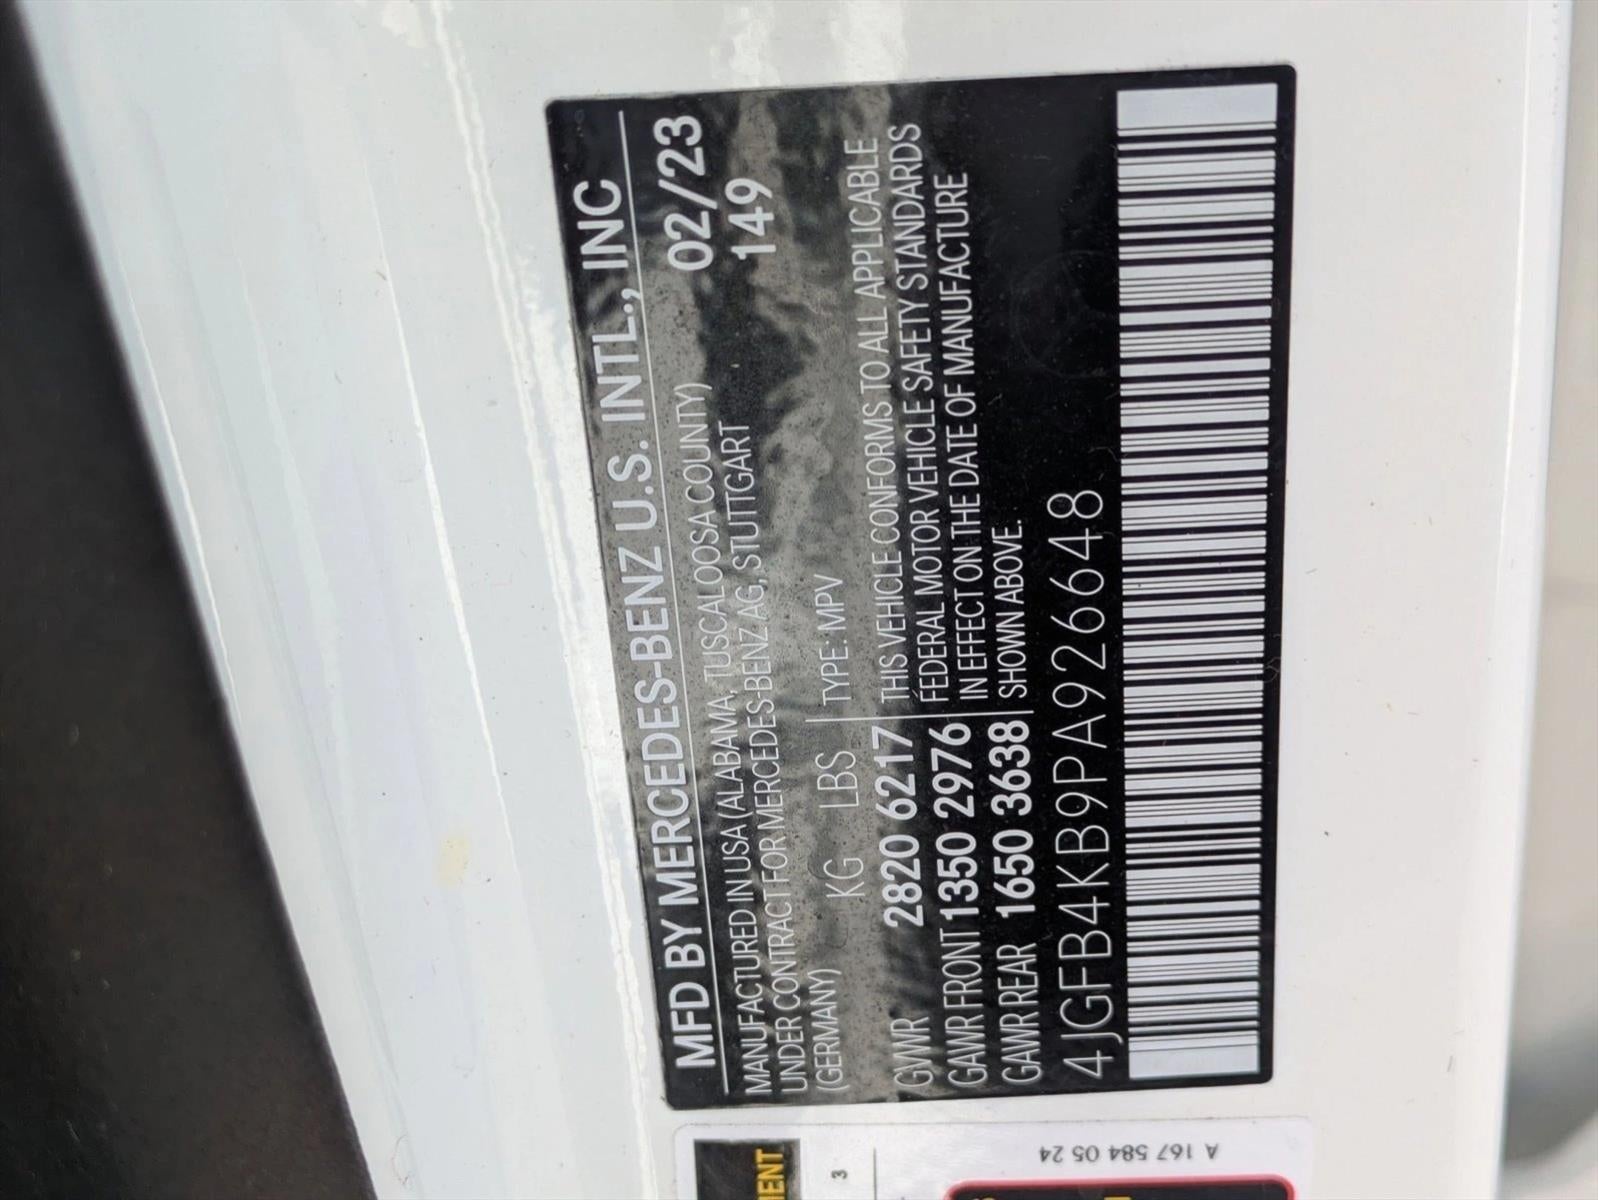 MFD BY MERCEDES-BENZ U.S. INTL., INC
MANUFACTURED IN USA (ALABAMA, TUSCALOOSA COUNTY) 02/23
UNDER CONTRACT FOR MERCEDES-BENZ AG, STUTTGART 149
(GERMANY)
KG LBS TYPE: MPV
GVWR 2820 6217 THIS VEHICLE CONFORMS TO ALL APPLICABLE
GAWR FRONT 1350 2976 FEDERAL MOTOR VEHICLE SAFETY STANDARDS
GAWR REAR 1650 3638 IN EFFECT ON THE DATE OF MANUFACTURE
SHOWN ABOVE.
4JGFB4KB9PA926648
A 167 584 05 24
3